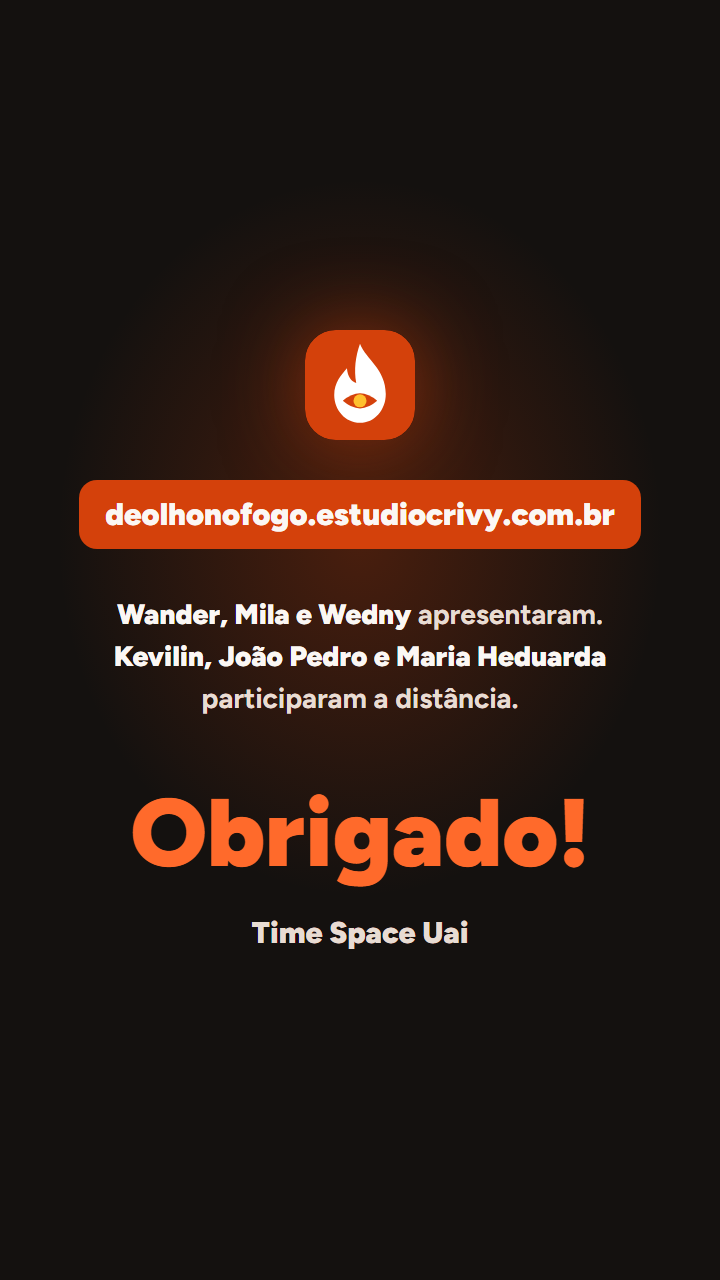 deolhonofogo.estudiocrivy.com.br
Wander, Mila e Wedny apresentaram.
Kevilin, João Pedro e Maria Heduarda
participaram a distância.
Obrigado!
Time Space Uai